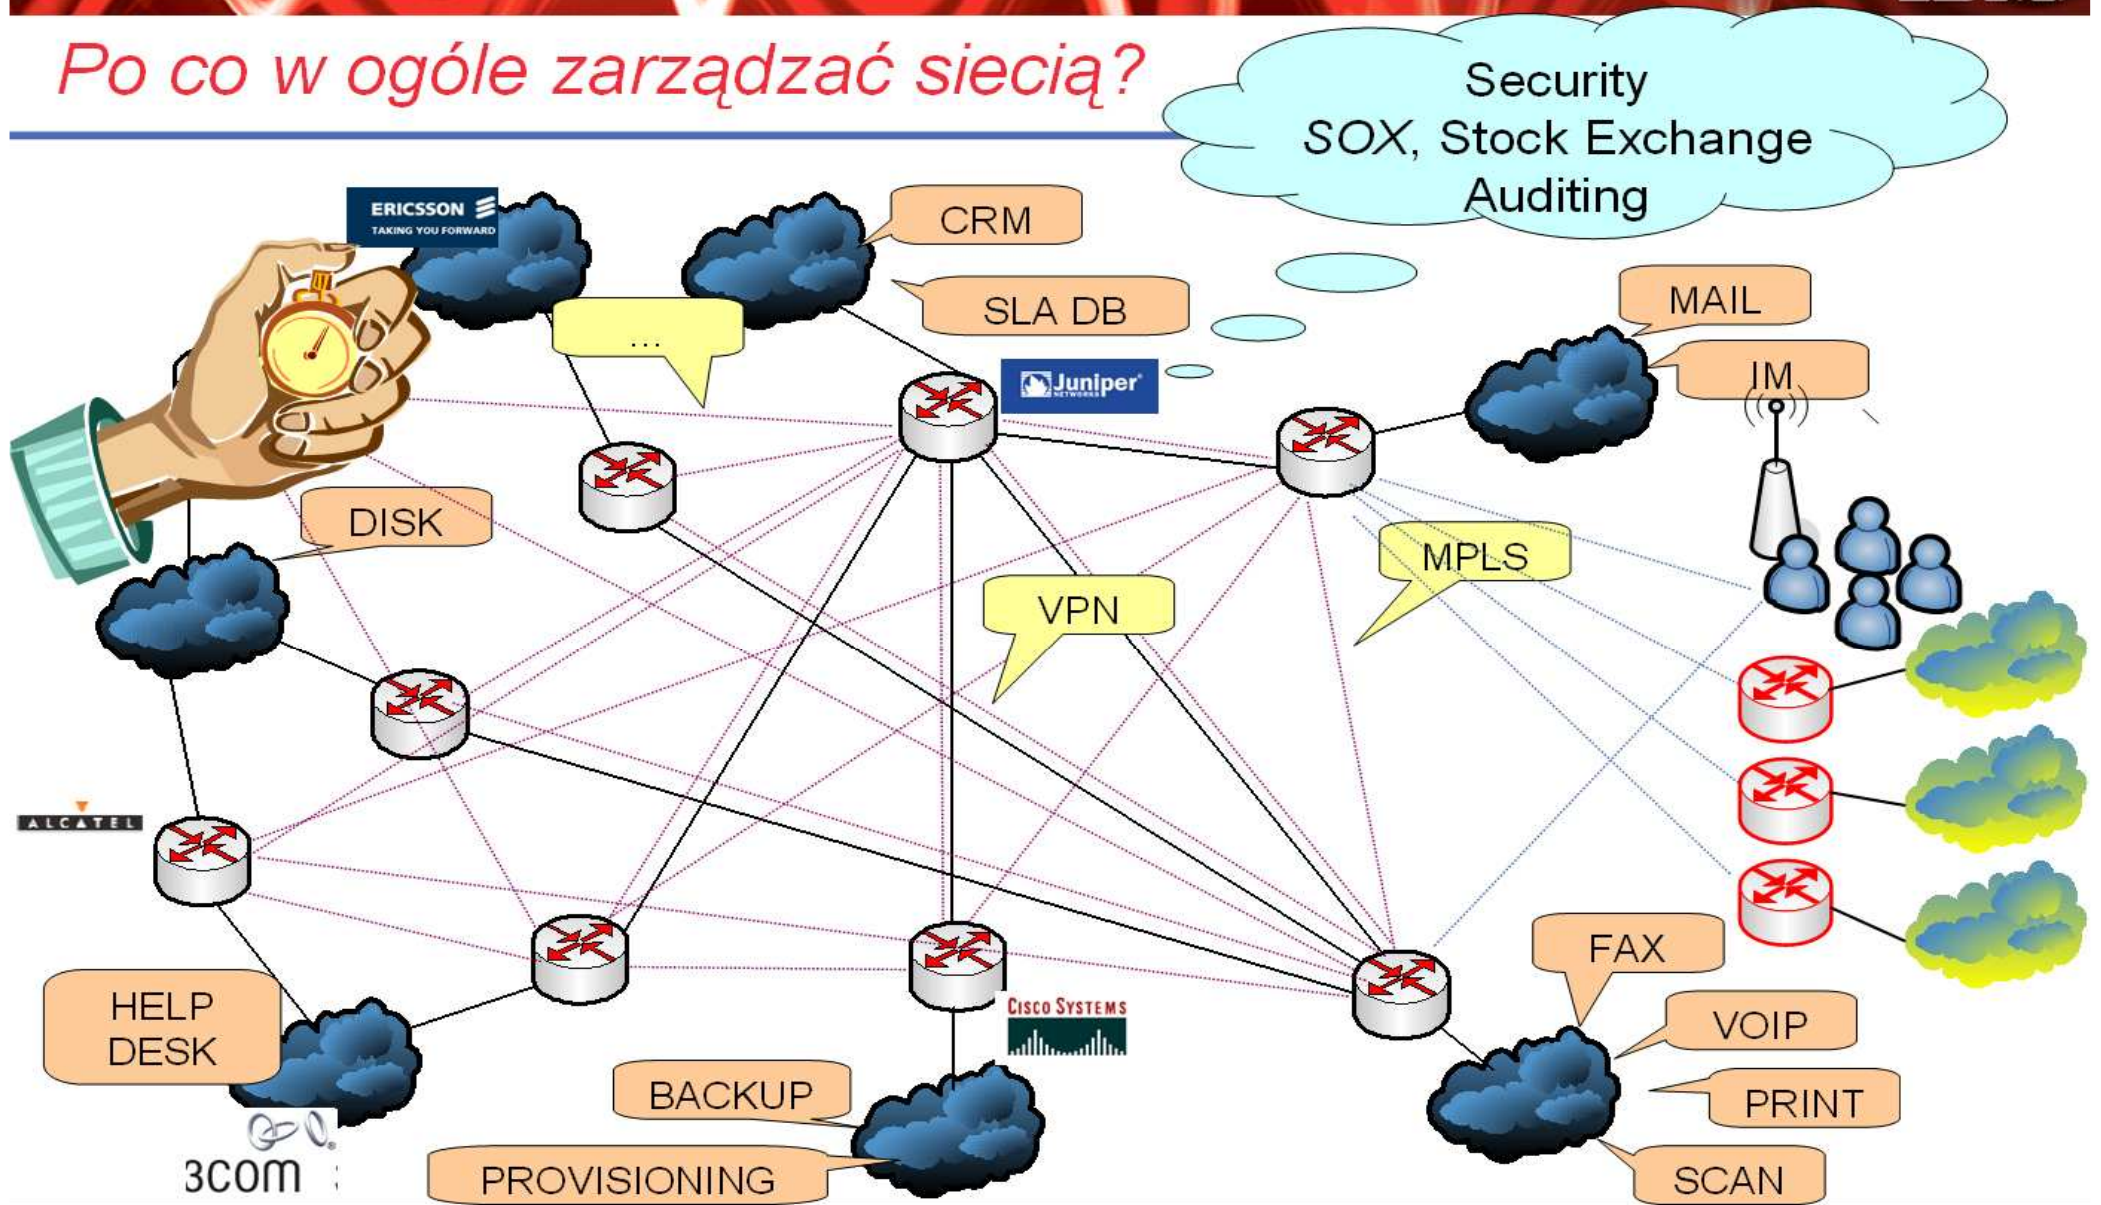 Po co w ogóle zarządzać siecią?
Security
SOX, Stock Exchange
Auditing
ERICSSON
TAKING YOU FORWARD
CRM
SLA DB
MAIL
...
IM
Juniper
NETWORKS
DISK
MPLS
VPN
ALCATEL
FAX
HELP
DESK
CISCO SYSTEMS
VOIP
BACKUP
PRINT
3COM
PROVISIONING
SCAN